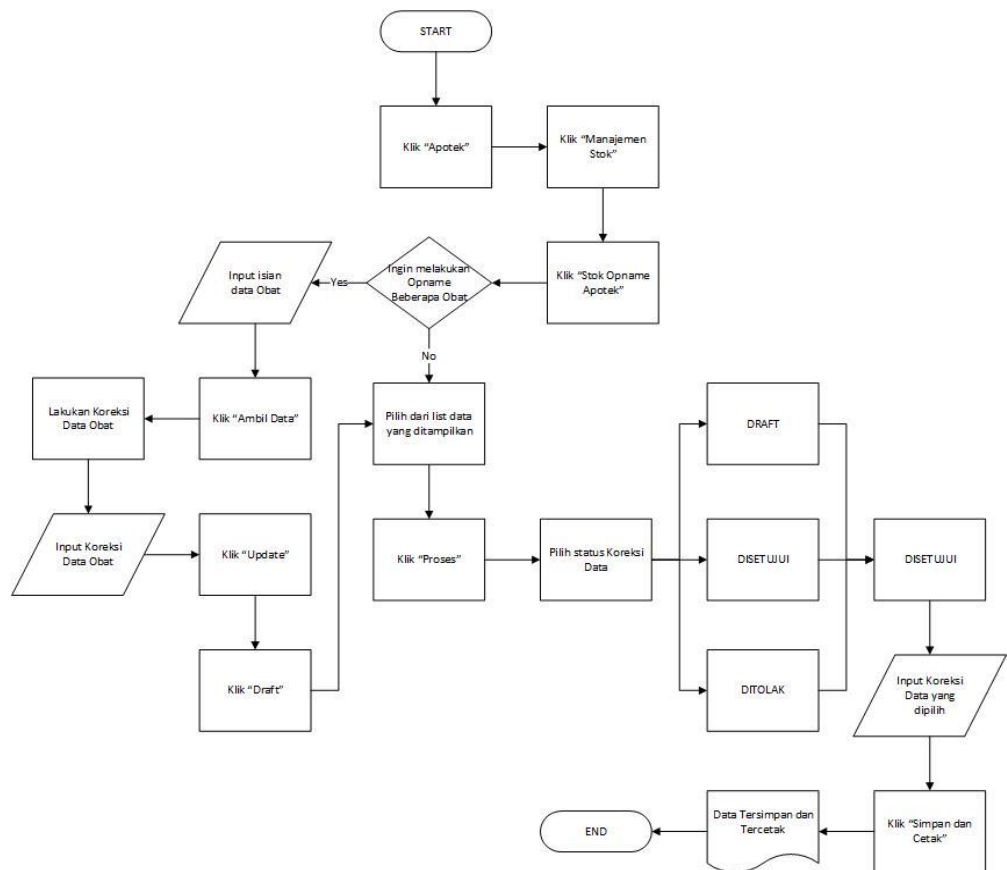 START
Klik “Apotek”
Klik “Manajemen
Stok”
Klik “Stok Opname
Apotek”
Ingin melakukan
Opname
Beberapa Obat
Yes
Input isian
data Obat
No
Klik “Ambil Data”
Lakukan Koreksi
Data Obat
Input Koreksi
Data Obat
Klik “Update”
Klik “Draft”
Pilih dari list data
yang ditampilkan
Klik “Proses”
Pilih status Koreksi
Data
DRAFT
DISETUJUI
DITOLAK
DISETUJUI
Input Koreksi
Data yang
dipilih
Klik “Simpan dan
Cetak”
Data Tersimpan dan
Tercetak
END